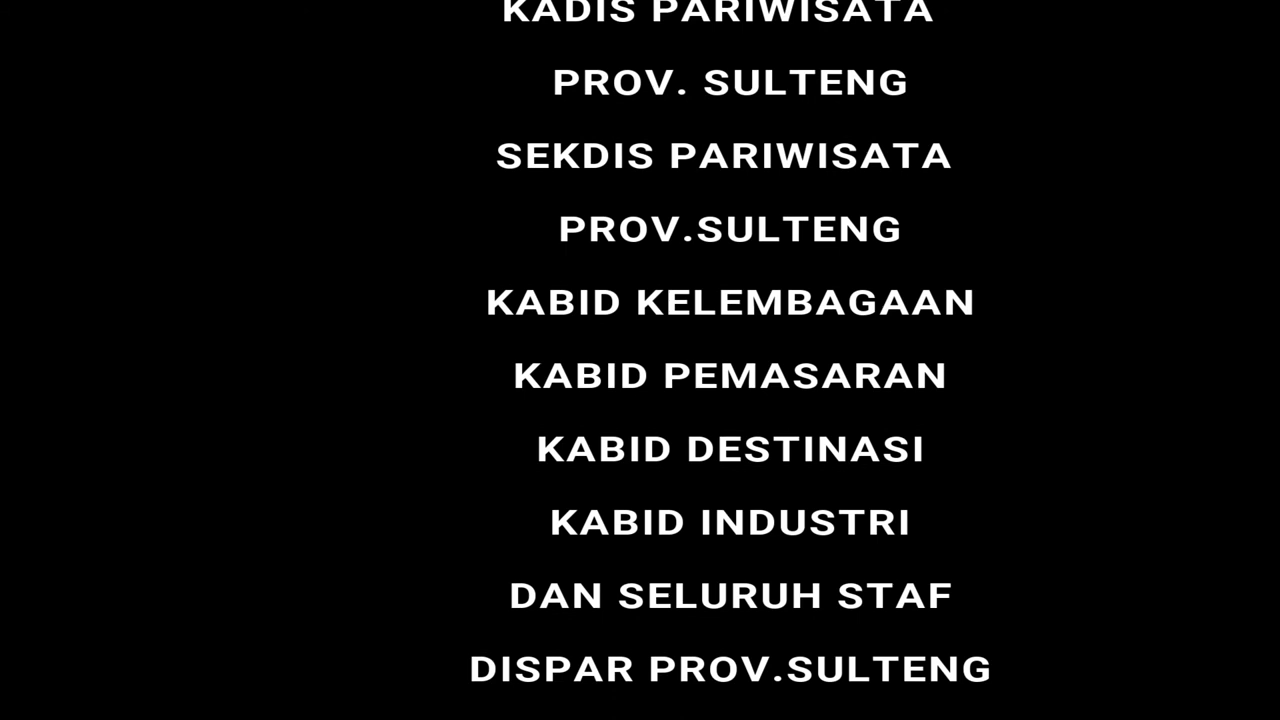 KADIS PARIWISATA
PROV. SULTENG
SEKDIS PARIWISATA
PROV.SULTENG
KABID KELEMBAGAAN
KABID PEMASARAN
KABID DESTINASI
KABID INDUSTRI
DAN SELURUH STAF
DISPAR PROV.SULTENG